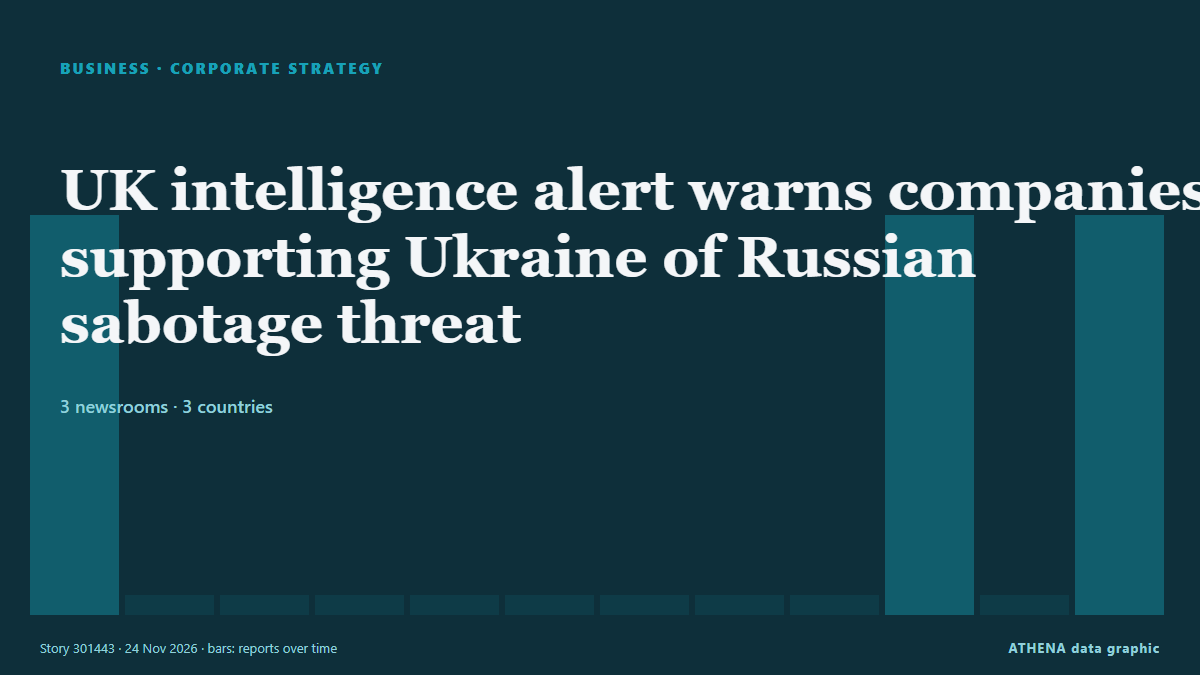 BUSINESS · CORPORATE STRATEGY
UK intelligence alert warns companies
supporting Ukraine of Russian
sabotage threat
3 newsrooms · 3 countries
Story 301443 · 24 Nov 2026 · bars: reports over time
ATHENA data graphic